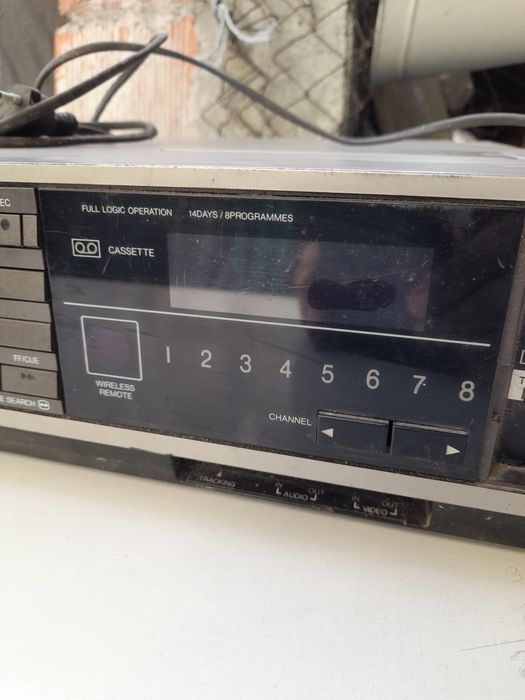 EC
FULL LOGIC OPERATION 14DAYS / 8PROGRAMMES
CASSETTE
1 2 3 4 5 6 7 8
FF/CUE
WIRELESS
REMOTE
E SEARCH
CHANNEL
TRACKING
IN AUDIO OUT
IN VIDEO OUT